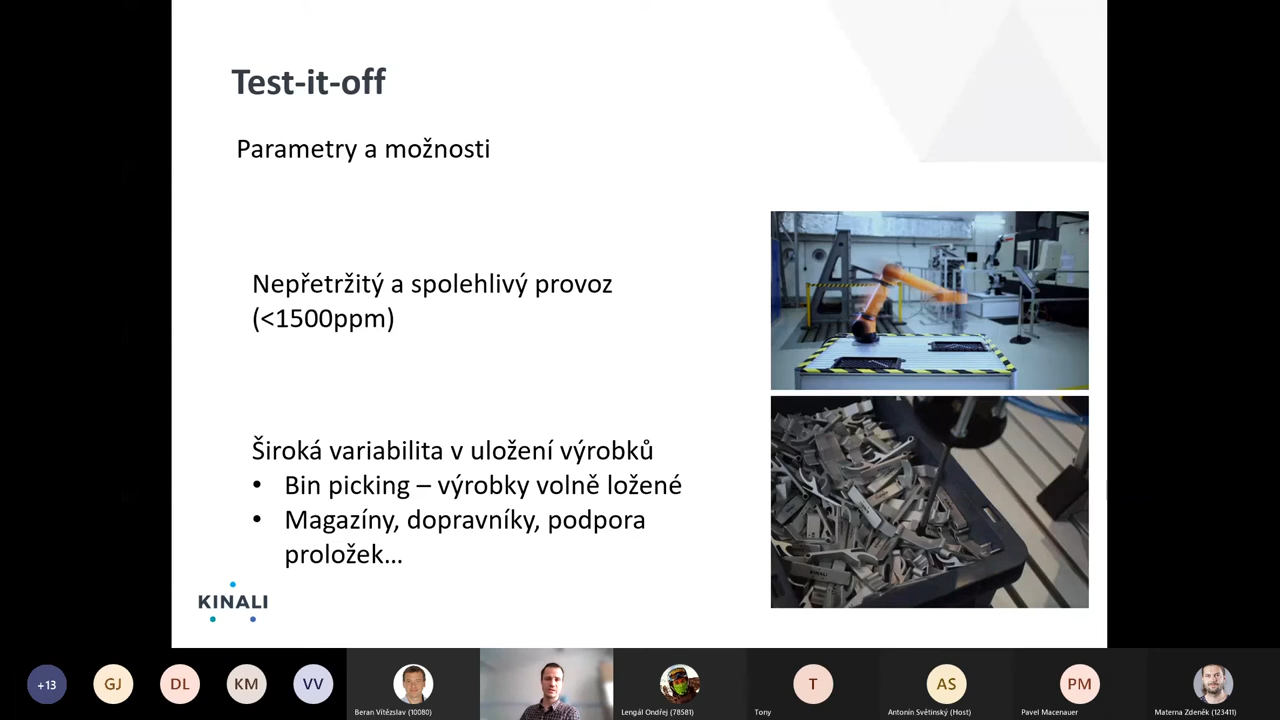 Test-it-off
Parametry a možnosti
Nepřetržitý a spolehlivý provoz
(<1500ppm)
Široká variabilita v uložení výrobků
• Bin picking – výrobky volně ložené
• Magazíny, dopravníky, podpora
proložek...
KINALI
+13
GJ
DL
KM
VV
Beran Vítězslav (10080)
Lengál Ondřej (78581)
T
Tony
AS
Antonín Světinský (Host)
PM
Pavel Macenauer
Materna Zdeněk (123411)